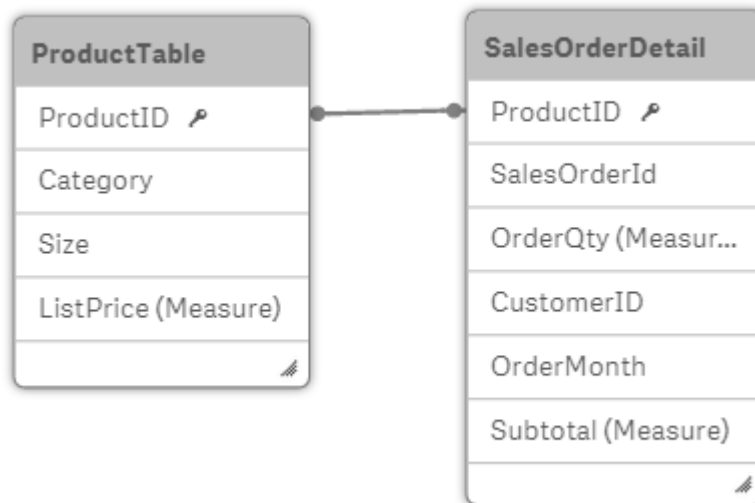 ProductTable
ProductID
Category
Size
ListPrice (Measure)
SalesOrderDetail
ProductID
SalesOrderId
OrderQty (Measur...
CustomerID
OrderMonth
Subtotal (Measure)